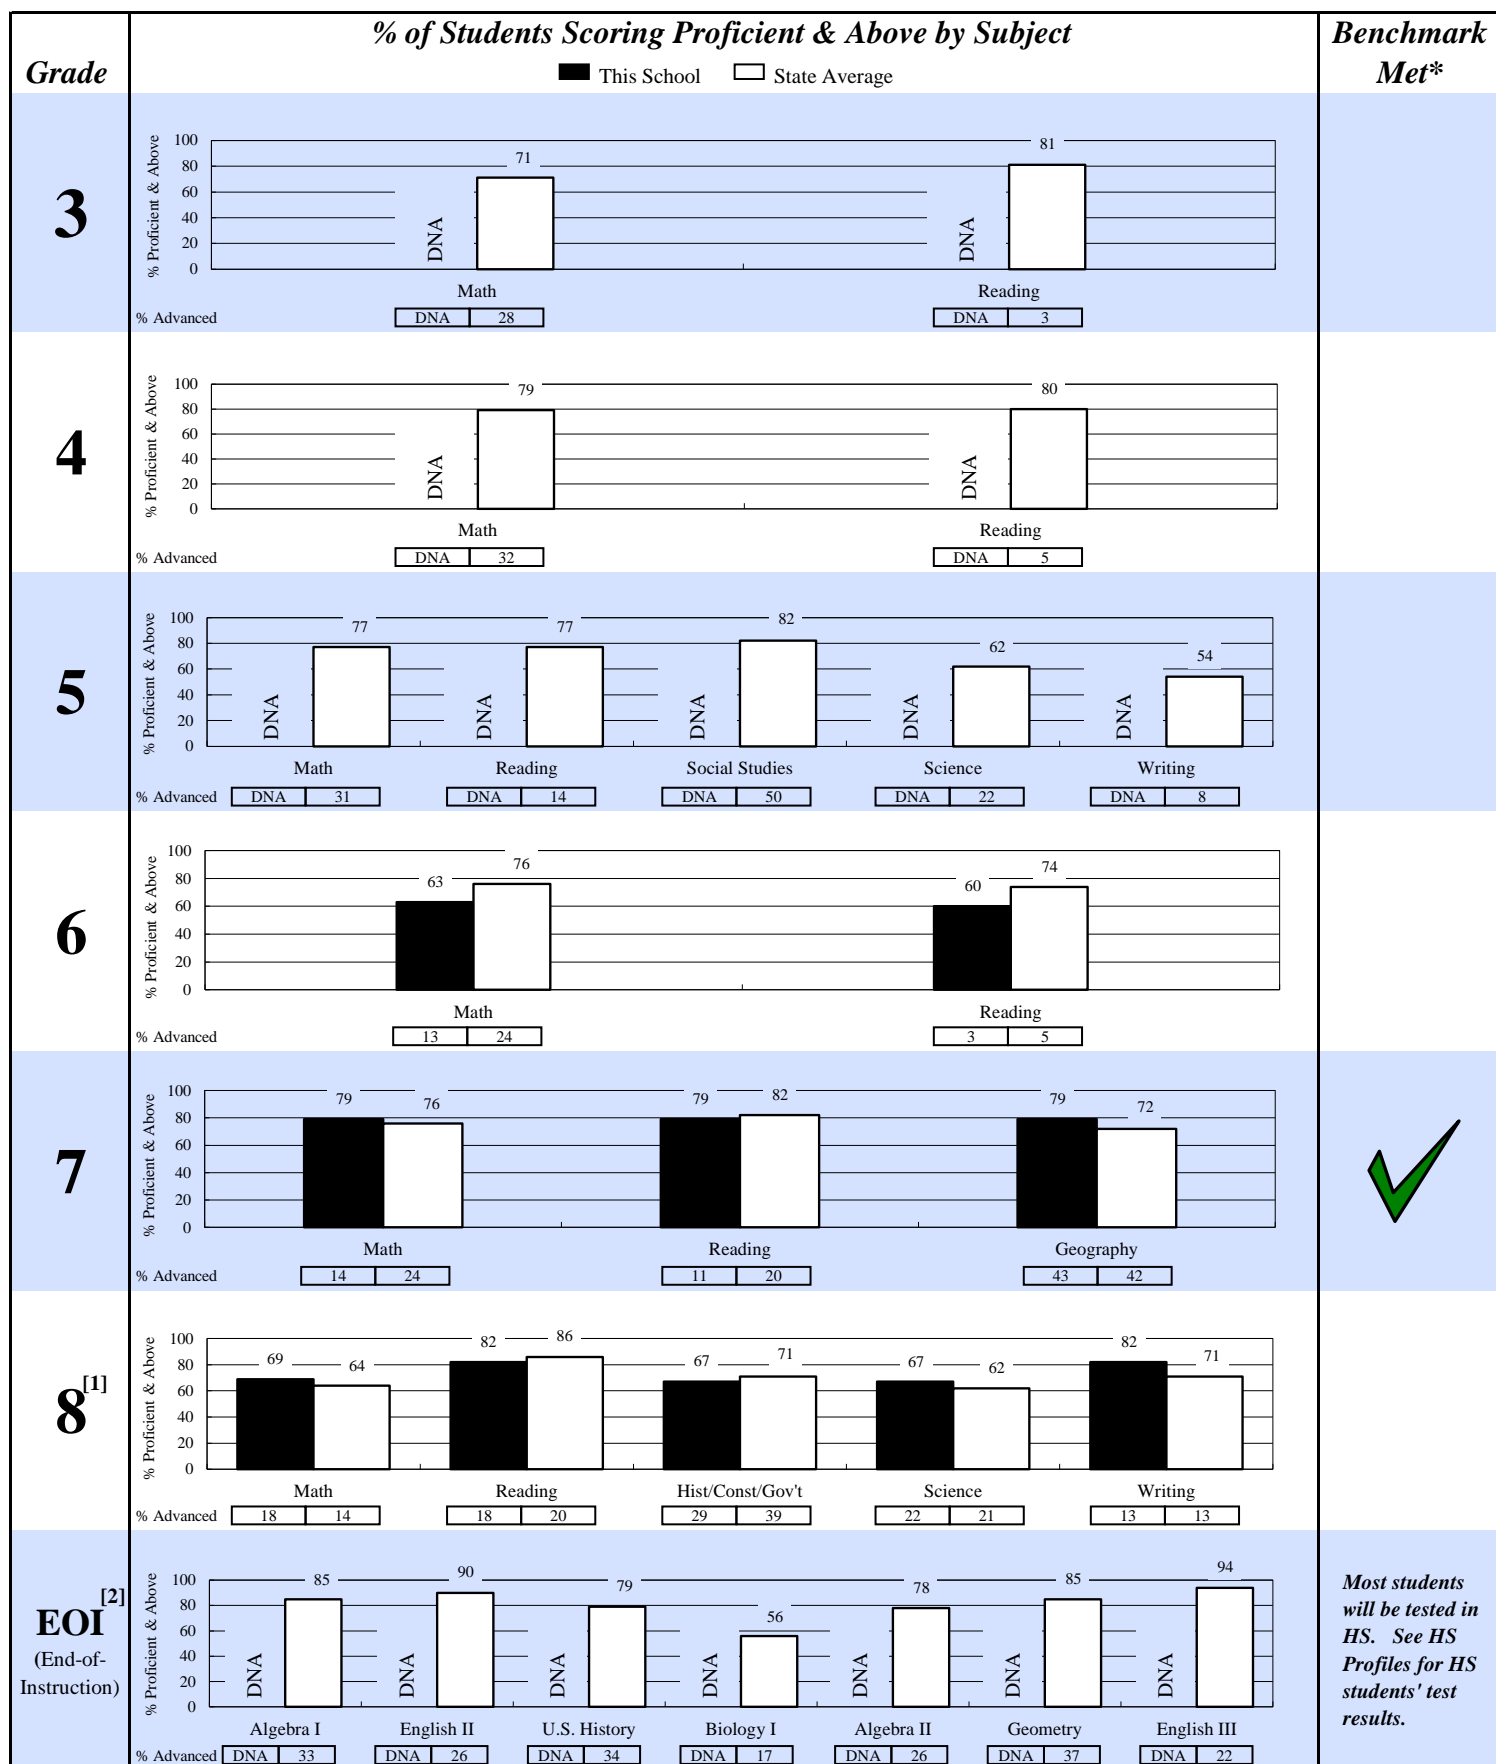 % of Students Scoring Proficient & Above by Subject
Benchmark
Met*
Grade
This School State Average
3
% Proficient & Above
100
80
60
40
20
0
DNA 71 DNA 81
Math Reading
% Advanced DNA 28 DNA 3
4
% Proficient & Above
100
80
60
40
20
0
DNA 79 DNA 80
Math Reading
% Advanced DNA 32 DNA 5
5
% Proficient & Above
100
80
60
40
20
0
DNA 77 DNA 77 DNA 82 DNA 62 DNA 54
Math Reading Social Studies Science Writing
% Advanced DNA 31 DNA 14 DNA 50 DNA 22 DNA 8
6
% Proficient & Above
100
80
60
40
20
0
63 76 60 74
Math Reading
% Advanced 13 24 3 5
7
% Proficient & Above
100
80
60
40
20
0
79 76 79 82 79 72
Math Reading Geography
% Advanced 14 24 11 20 43 42
8[1]
% Proficient & Above
100
80
60
40
20
0
69 64 82 86 67 71 67 62 82 71
Math Reading Hist/Const/Gov't Science Writing
% Advanced 18 14 18 20 29 39 22 21 13 13
EOI[2]
(End-of-
Instruction)
% Proficient & Above
100
80
60
40
20
0
DNA 85 DNA 90 DNA 79 DNA 56 DNA 78 DNA 85 DNA 94
Algebra I English II U.S. History Biology I Algebra II Geometry English III
% Advanced DNA 33 DNA 26 DNA 34 DNA 17 DNA 26 DNA 37 DNA 22
Most students
will be tested in
HS. See HS
Profiles for HS
students' test
results.